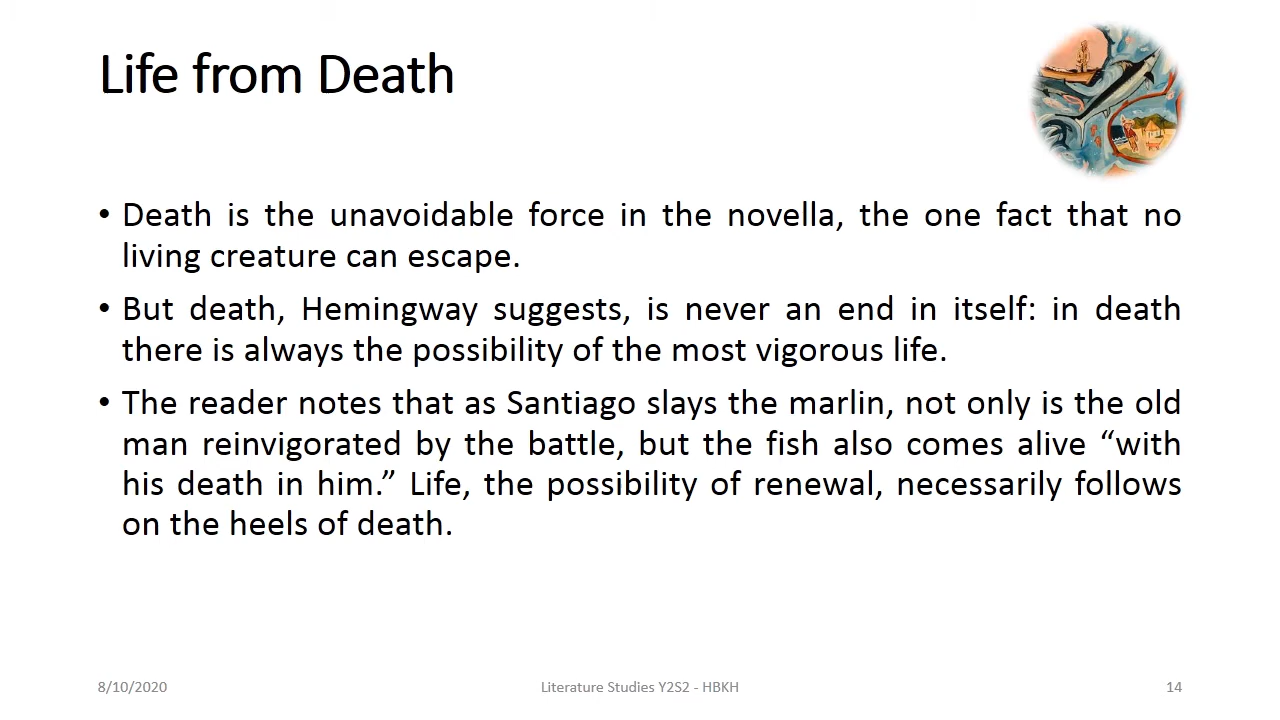 Life from Death
• Death is the unavoidable force in the novella, the one fact that no
living creature can escape.
• But death, Hemingway suggests, is never an end in itself: in death
there is always the possibility of the most vigorous life.
• The reader notes that as Santiago slays the marlin, not only is the old
man reinvigorated by the battle, but the fish also comes alive “with
his death in him.” Life, the possibility of renewal, necessarily follows
on the heels of death.
8/10/2020
Literature Studies Y2S2 - HBKH
14